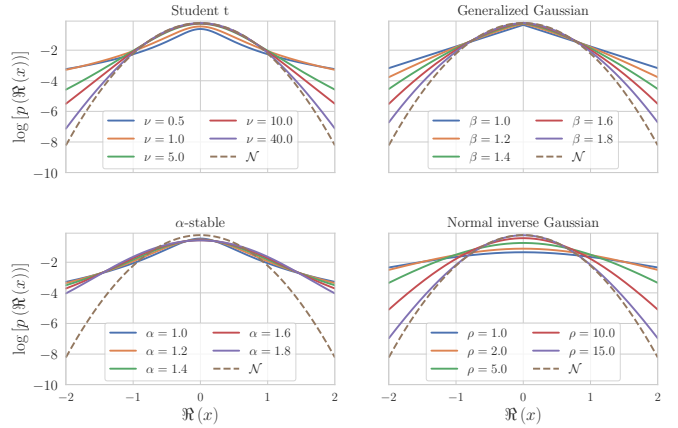 Student t
Generalized Gaussian
log [p (ℜ(x))]
−2
−4
−6
−8
−10
ν = 0.5
ν = 1.0
ν = 5.0
ν = 10.0
ν = 40.0
𝒩
β = 1.0
β = 1.2
β = 1.4
β = 1.6
β = 1.8
𝒩
α-stable
Normal inverse Gaussian
log [p (ℜ(x))]
−2
−4
−6
−8
−10
α = 1.0
α = 1.2
α = 1.4
α = 1.6
α = 1.8
𝒩
ρ = 1.0
ρ = 2.0
ρ = 5.0
ρ = 10.0
ρ = 15.0
𝒩
−2 −1 0 1 2
−2 −1 0 1 2
ℜ (x)
ℜ (x)